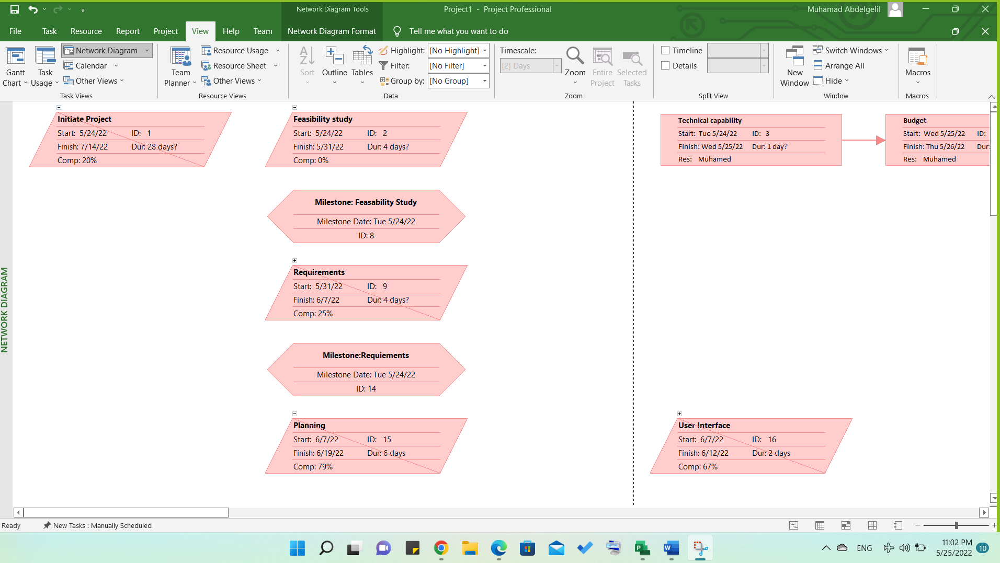 Network Diagram Tools
Project1 - Project Professional
Muhamad Abdelgelil
File Task Resource Report Project View Help Team Network Diagram Format Tell me what you want to do
Gantt Chart
Task Usage
Network Diagram
Calendar
Other Views
Task Views
Team Planner
Resource Usage
Resource Sheet
Other Views
Resource Views
Sort
Outline
Tables
Highlight: [No Highlight]
Filter: [No Filter]
Group by: [No Group]
Data
Timescale:
[2] Days
Zoom
Entire Project
Selected Tasks
Zoom
Timeline
Details
Split View
New Window
Switch Windows
Arrange All
Hide
Window
Macros
Macros
NETWORK DIAGRAM
Initiate Project
Start: 5/24/22 ID: 1
Finish: 7/14/22 Dur: 28 days?
Comp: 20%
Feasibility study
Start: 5/24/22 ID: 2
Finish: 5/31/22 Dur: 4 days?
Comp: 0%
Technical capability
Start: Tue 5/24/22 ID: 3
Finish: Wed 5/25/22 Dur: 1 day?
Res: Muhamed
Budget
Start: Wed 5/25/22 ID:
Finish: Thu 5/26/22 Dur:
Res: Muhamed
Milestone: Feasability Study
Milestone Date: Tue 5/24/22
ID: 8
Requirements
Start: 5/31/22 ID: 9
Finish: 6/7/22 Dur: 4 days?
Comp: 25%
Milestone:Requiements
Milestone Date: Tue 5/24/22
ID: 14
Planning
Start: 6/7/22 ID: 15
Finish: 6/19/22 Dur: 6 days
Comp: 79%
User Interface
Start: 6/7/22 ID: 16
Finish: 6/12/22 Dur: 2 days
Comp: 67%
Ready New Tasks : Manually Scheduled
ENG
11:02 PM
5/25/2022
10